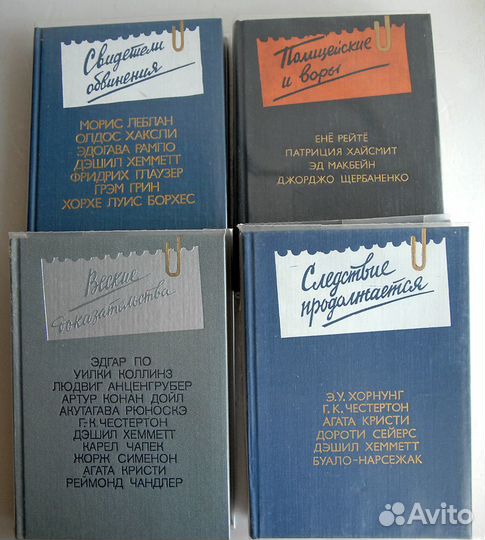 Свидетели
обвинения
МОРИС ЛЕБЛАН
ОЛДОС ХАКСЛИ
ЭДОГАВА РАМПО
ДЭШИЛ ХЕММЕТТ
ФРИДРИХ ГЛАУЗЕР
ГРЭМ ГРИН
ХОРХЕ ЛУИС БОРХЕС
Полицейские
и воры
ЕНЁ РЕЙТЁ
ПАТРИЦИЯ ХАЙСМИТ
ЭД МАКБЕЙН
ДЖОРДЖО ЩЕРБАНЕНКО
Веские
доказательства
ЭДГАР ПО
УИЛКИ КОЛЛИНЗ
ЛЮДВИГ АНЦЕНГРУБЕР
АРТУР КОНАН ДОЙЛ
АКУТАГАВА РЮНОСКЭ
Г. К. ЧЕСТЕРТОН
ДЭШИЛ ХЕММЕТТ
КАРЕЛ ЧАПЕК
ЖОРЖ СИМЕНОН
АГАТА КРИСТИ
РЕЙМОНД ЧАНДЛЕР
Следствие
продолжается
Э. У. ХОРНУНГ
Г. К. ЧЕСТЕРТОН
АГАТА КРИСТИ
ДОРОТИ СЕЙЕРС
ДЭШИЛ ХЕММЕТТ
БУАЛО-НАРСЕЖАК
Avito